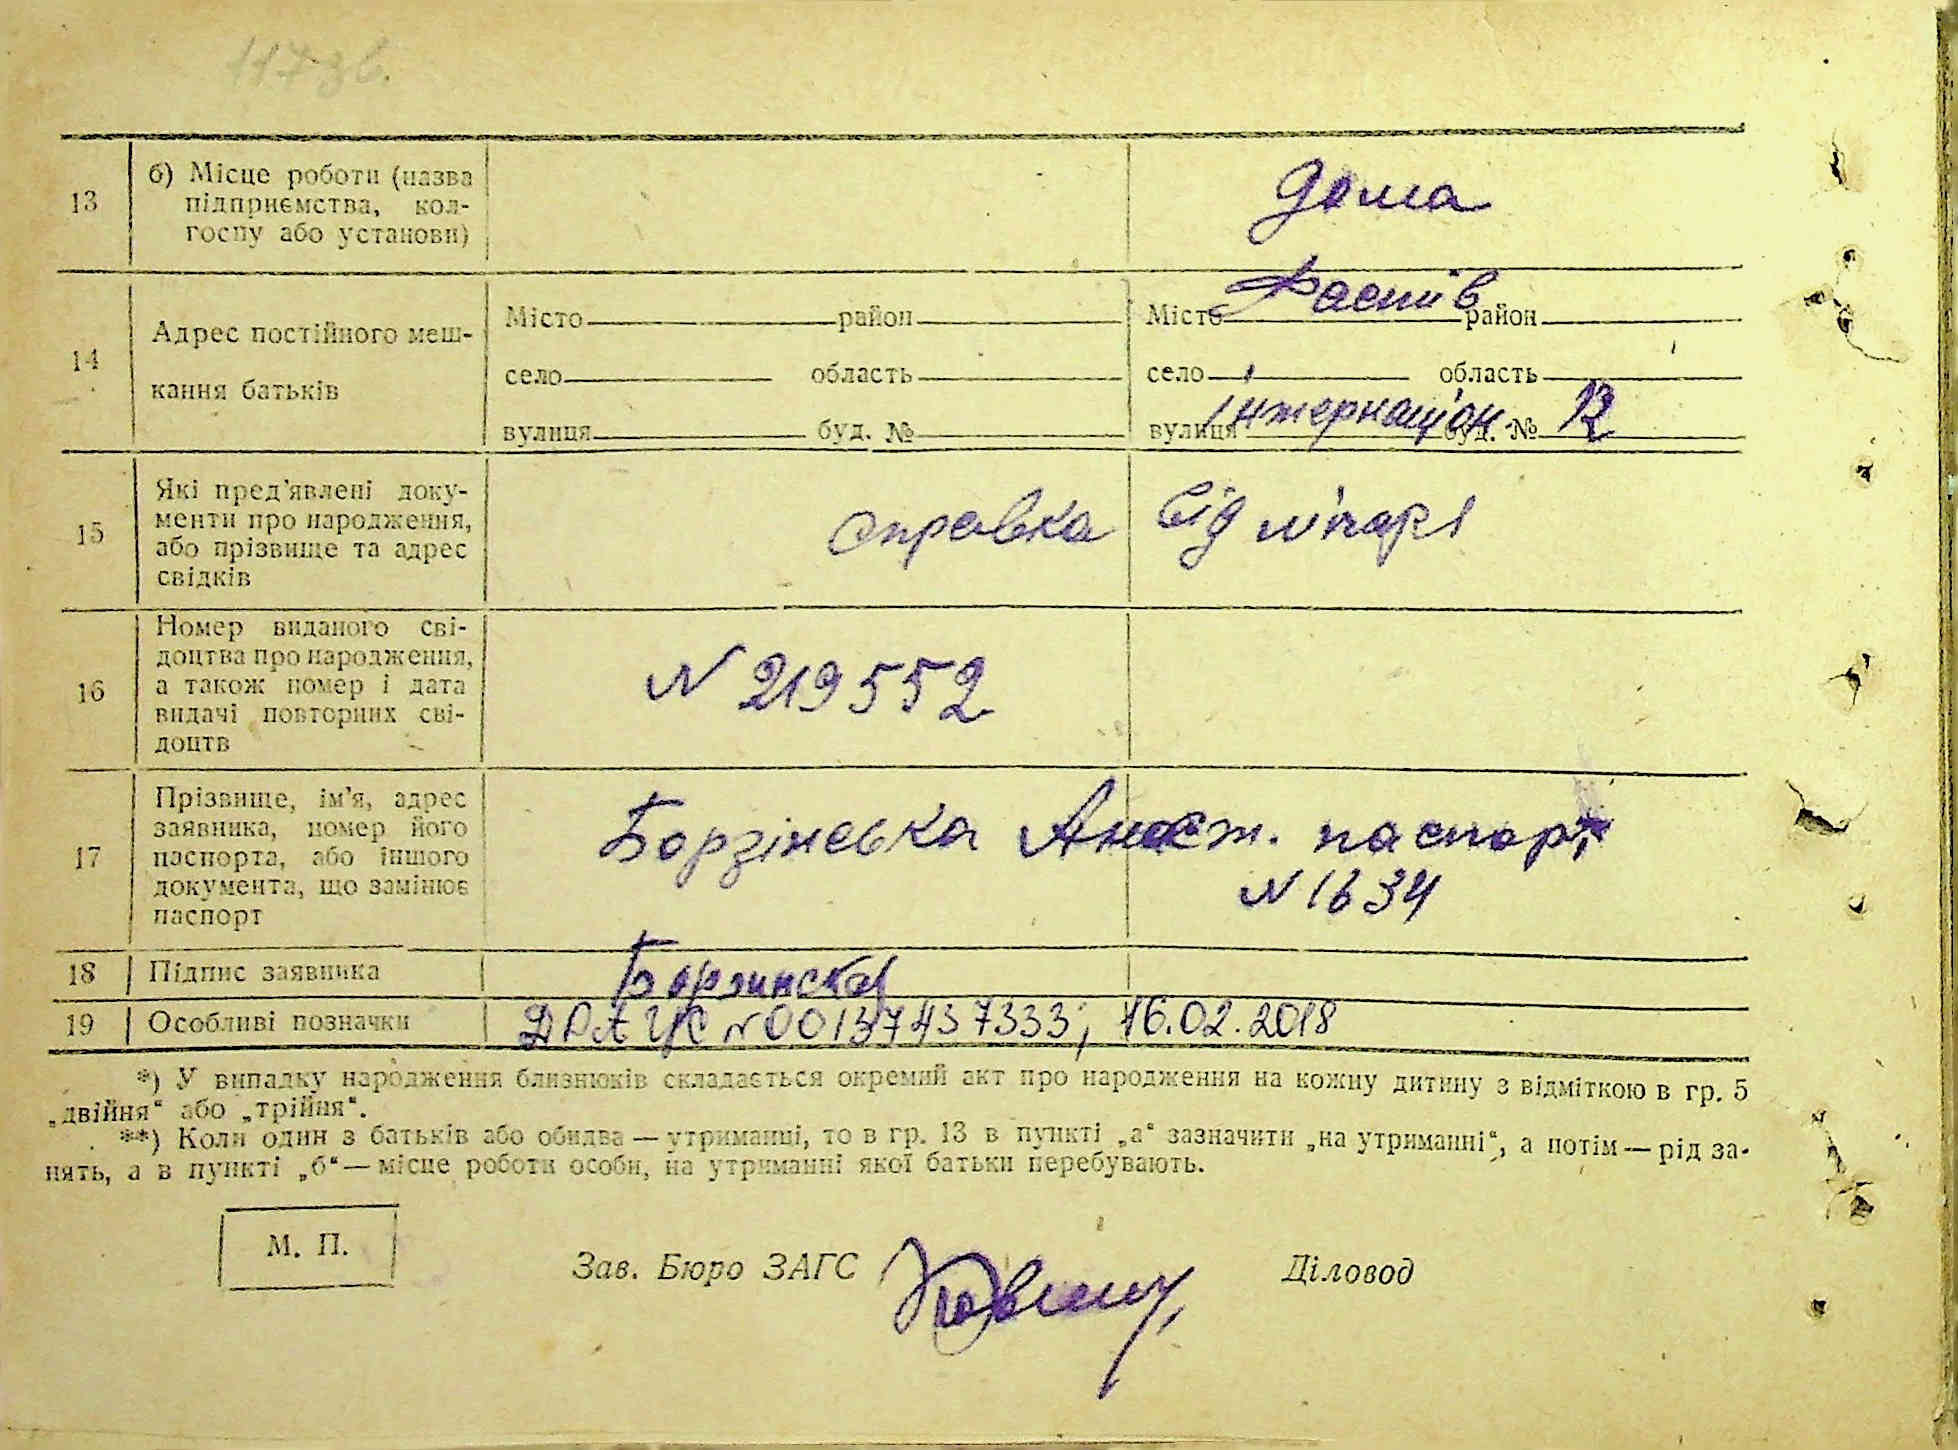 117 зв.
13
б) Місце роботи (назва
підприємства, кол-
госпу або установи)
дома
14
Адрес постійного меш-
кання батьків
Місто район
село область
вулиця буд. №
Місто Фастів район
село область
вулиця Інтернаціон. буд. № 12
15
Які пред'явлені доку-
менти про народження,
або прізвище та адрес
свідків
справка від лікарі
16
Номер виданого сві-
доцтва про народження,
а також номер і дата
видачі повторних сві-
доцтв
N 219552
17
Прізвище, ім'я, адрес
заявника, номер його
паспорта, або іншого
документа, що замінює
паспорт
Борзінська Анаст. паспорт
N 1634
18
Підпис заявника
Борзинская
19
Особливі позначки
ДРАЦС N 00137437333; 16.02.2018
*) У випадку народження близнюків складається окремий акт про народження на кожну дитину з відміткою в гр. 5
„двійня“ або „трійня“.
**) Коли один з батьків або обидва — утриманці, то в гр. 13 в пункті „а“ зазначити „на утриманні“, а потім — рід за-
нять, а в пункті „б“ — місце роботи особи, на утриманні якої батьки перебувають.
М. П.
Зав. Бюро ЗАГС
Діловод